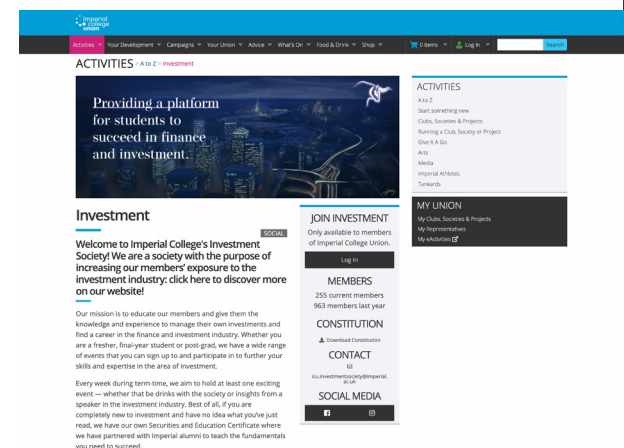 Imperial
college
union
Activities Your Development Campaigns Your Union Advice What's On Food & Drink Shop 0 items Log In Search
ACTIVITIES > A to Z > Investment
Providing a platform
for students to
succeed in finance
and investment.
Investment
SOCIAL
Welcome to Imperial College's Investment
Society! We are a society with the purpose of
increasing our members' exposure to the
investment industry: click here to discover more
on our website!
Our mission is to educate our members and give them the
knowledge and experience to manage their own investments and
find a career in the finance and investment industry. Whether you
are a fresher, final-year student or post-grad, we have a wide range
of events that you can sign up to and participate in to further your
skills and expertise in the area of investment.
Every week during term-time, we aim to hold at least one exciting
event — whether that be drinks with the society or insights from a
speaker in the investment industry. Best of all, if you are
completely new to investment and have no idea what you've just
read, we have our own Securities and Education Certificate where
we have partnered with Imperial alumni to teach the fundamentals
you need to succeed.
JOIN INVESTMENT
Only available to members
of Imperial College Union.
Log In
MEMBERS
255 current members
963 members last year
CONSTITUTION
Download Constitution
CONTACT
icu.investmentsociety@imperial.
ac.uk
SOCIAL MEDIA
ACTIVITIES
A to Z
Start something new
Clubs, Societies & Projects
Running a Club, Society or Project
Give It A Go
Arts
Media
Imperial Athletes
Tankards
MY UNION
My Clubs, Societies & Projects
My Representatives
My eActivities